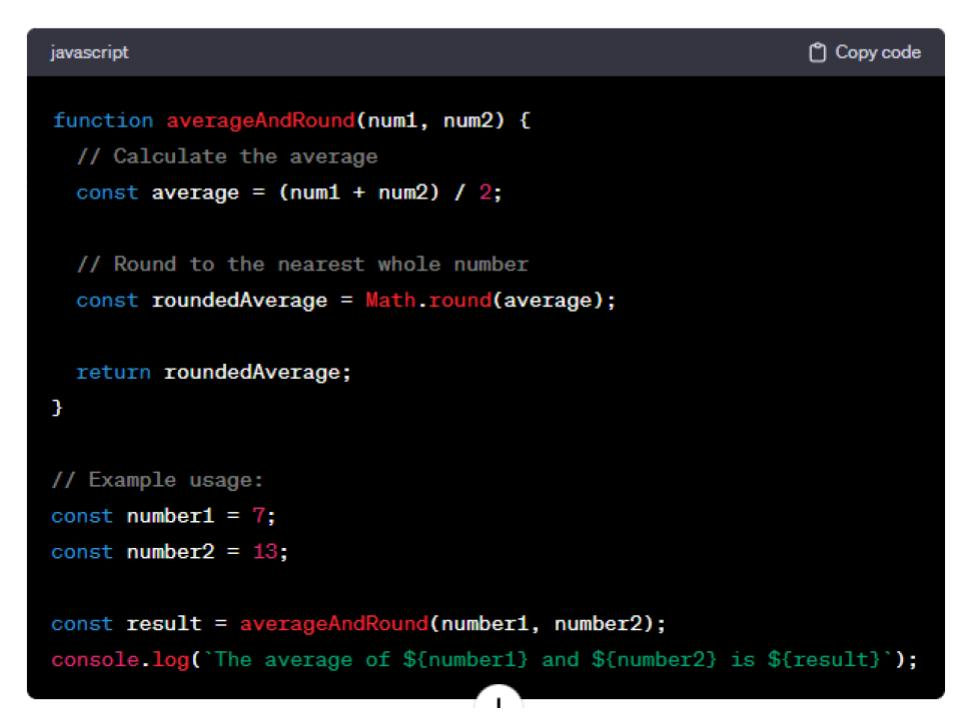 javascript
Copy code
function averageAndRound(num1, num2) {
// Calculate the average
const average = (num1 + num2) / 2;
// Round to the nearest whole number
const roundedAverage = Math.round(average);
return roundedAverage;
}
// Example usage:
const number1 = 7;
const number2 = 13;
const result = averageAndRound(number1, number2);
console.log(`The average of ${number1} and ${number2} is ${result}`);